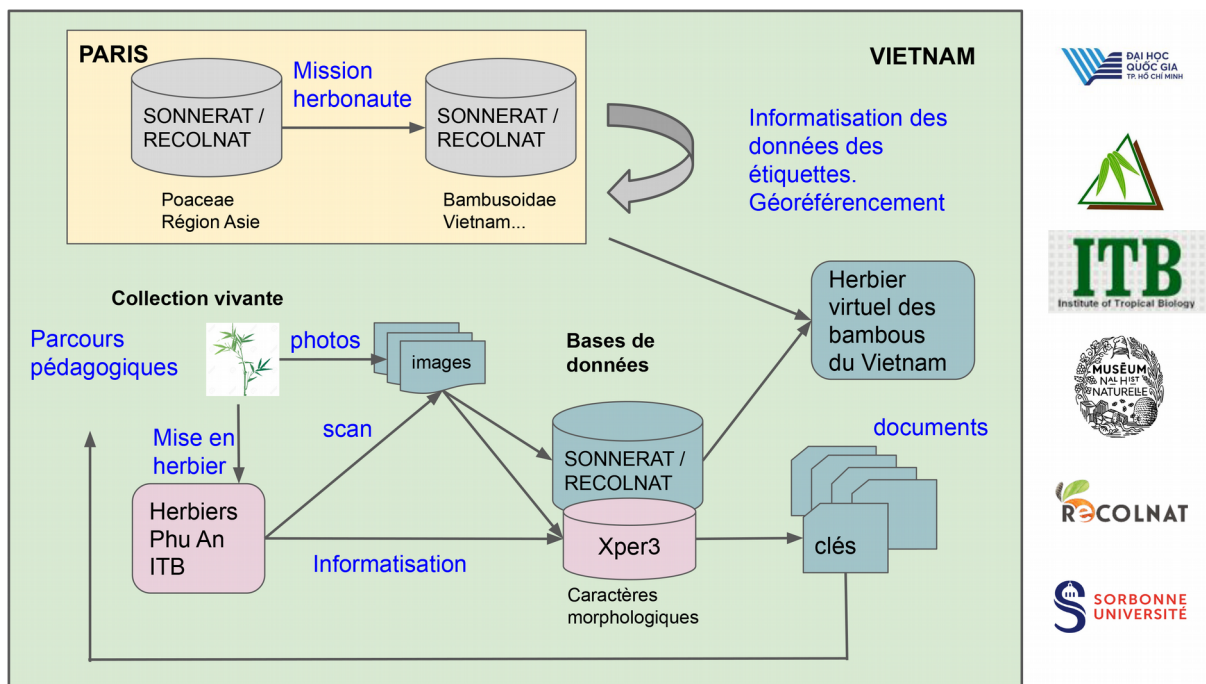 PARIS
VIETNAM
Mission
herbonaute
SONNERAT /
RECOLNAT
SONNERAT /
RECOLNAT
Poaceae
Région Asie
Bambusoidae
Vietnam...
Informatisation des
données des
étiquettes.
Géoréférencement
Collection vivante
Parcours
pédagogiques
photos
images
Bases de
données
Herbier
virtuel des
bambous
du Vietnam
Mise en
herbier
scan
documents
SONNERAT /
RECOLNAT
Herbiers
Phu An
ITB
Informatisation
Xper3
clés
Caractères
morphologiques
ĐẠI HỌC
QUỐC GIA
TP. HỒ CHÍ MINH
ITB
Institute of Tropical Biology
MUSÉUM
NAL HIST
NATURELLE
RECOLNAT
SORBONNE
UNIVERSITÉ